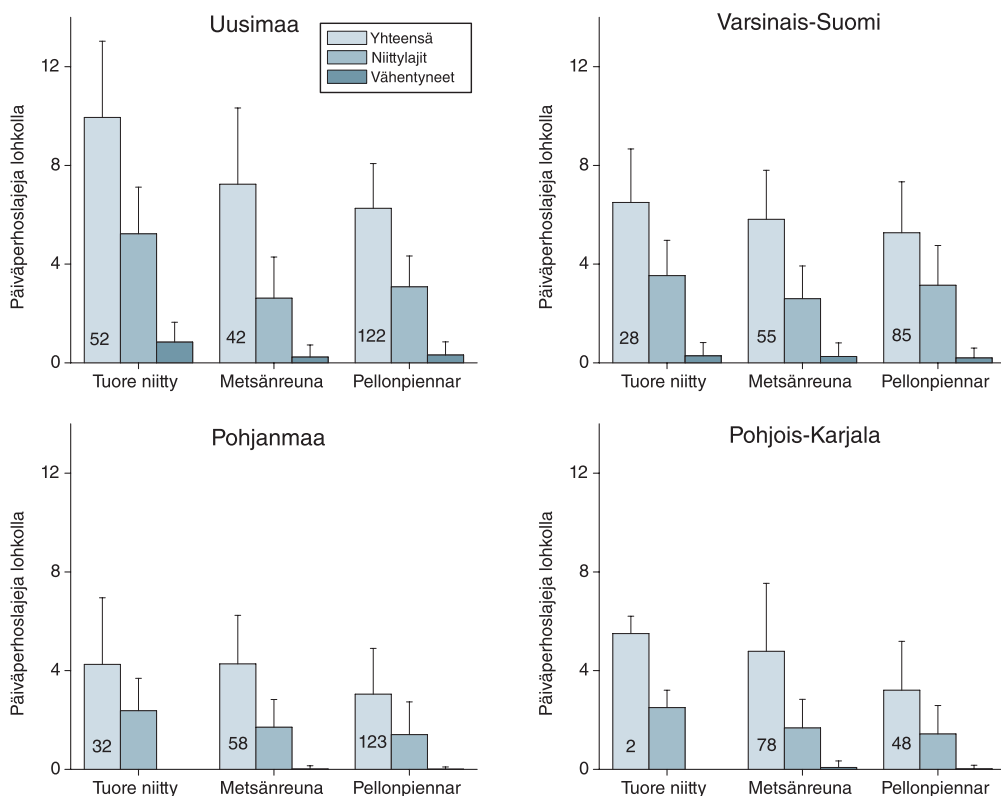 Uusimaa
Yhteensä
Niittylajit
Vähentyneet
Päiväperhoslajeja lohkolla
12
8
4
0
52
42
122
Tuore niitty
Metsänreuna
Pellonpiennar
Varsinais-Suomi
Päiväperhoslajeja lohkolla
12
8
4
0
28
55
85
Tuore niitty
Metsänreuna
Pellonpiennar
Pohjanmaa
Päiväperhoslajeja lohkolla
12
8
4
0
32
58
123
Tuore niitty
Metsänreuna
Pellonpiennar
Pohjois-Karjala
Päiväperhoslajeja lohkolla
12
8
4
0
2
78
48
Tuore niitty
Metsänreuna
Pellonpiennar